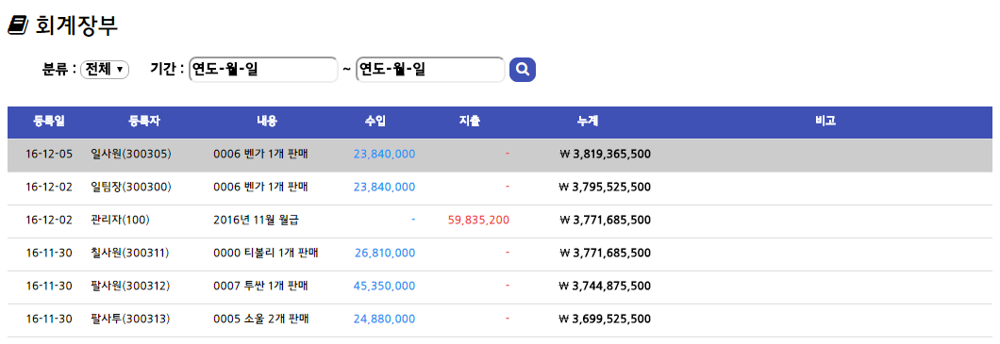 회계장부
분류 : 전체 ▼ 기간 : 연도-월-일 ~ 연도-월-일
등록일 등록자 내용 수입 지출 누계 비고
16-12-05 일사원(300305) 0006 벤가 1개 판매 23,840,000 - ₩ 3,819,365,500
16-12-02 일팀장(300300) 0006 벤가 1개 판매 23,840,000 - ₩ 3,795,525,500
16-12-02 관리자(100) 2016년 11월 월급 - 59,835,200 ₩ 3,771,685,500
16-11-30 칠사원(300311) 0000 티볼리 1개 판매 26,810,000 - ₩ 3,771,685,500
16-11-30 팔사원(300312) 0007 투싼 1개 판매 45,350,000 - ₩ 3,744,875,500
16-11-30 팔사투(300313) 0005 소울 2개 판매 24,880,000 - ₩ 3,699,525,500